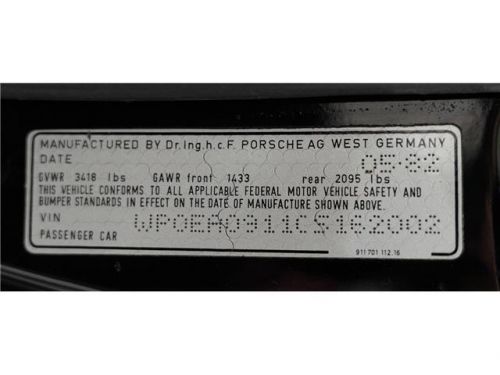 MANUFACTURED BY Dr.Ing.h.c.F. PORSCHE AG WEST GERMANY
DATE 05·82
GVWR 3418 lbs GAWR front 1433 rear 2095 lbs
THIS VEHICLE CONFORMS TO ALL APPLICABLE FEDERAL MOTOR VEHICLE SAFETY AND
BUMPER STANDARDS IN EFFECT ON THE DATE OF MANUFACTURE SHOWN ABOVE.
VIN WP0EA0911CS162002
PASSENGER CAR
911 701 112.16